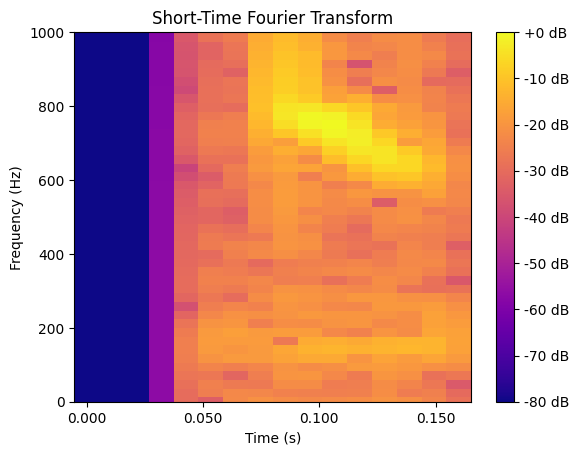 Short-Time Fourier Transform
1000
800
600
400
200
0
Frequency (Hz)
0.000
0.050
0.100
0.150
Time (s)
+0 dB
-10 dB
-20 dB
-30 dB
-40 dB
-50 dB
-60 dB
-70 dB
-80 dB